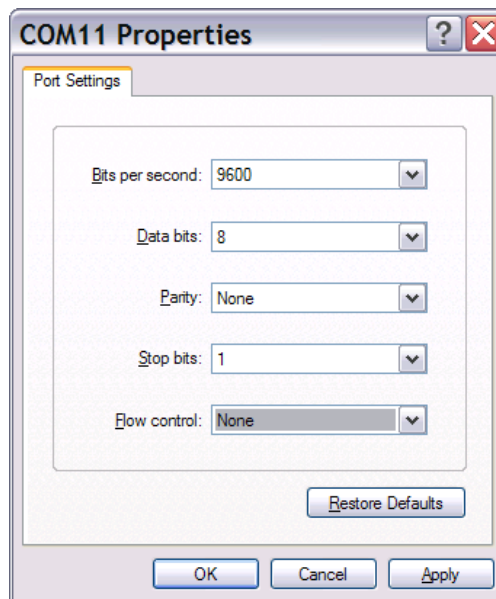 COM11 Properties
Port Settings
Bits per second: 9600
Data bits: 8
Parity: None
Stop bits: 1
Flow control: None
Restore Defaults
OK Cancel Apply